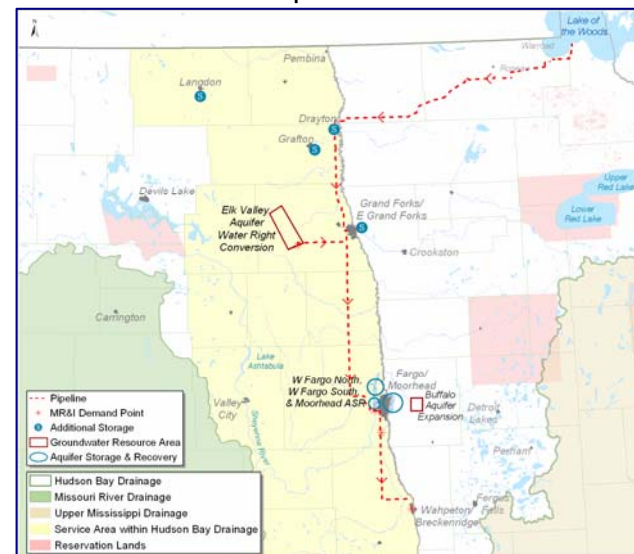 Lake of
the Woods
Pembina
Warroad
Langdon
S
Drayton
S
Grafton
S
Devils Lake
Upper
Red Lake
Elk Valley
Aquifer
Water Right
Conversion
Grand Forks/
E Grand Forks
S
Lower
Red Lake
Crookston
Carrington
Lake
Ashtabula
W Fargo North,
W Fargo South,
& Moorhead ASR
Fargo/
Moorhead
Buffalo
Aquifer
Expansion
Valley
City
Sheyenne River
Detroit
Lakes
Perham
Fergus
Falls
Wahpeton/
Breckenridge
Pipeline
MR&I Demand Point
S Additional Storage
Groundwater Resource Area
Aquifer Storage & Recovery
Hudson Bay Drainage
Missouri River Drainage
Upper Mississippi Drainage
Service Area within Hudson Bay Drainage
Reservation Lands